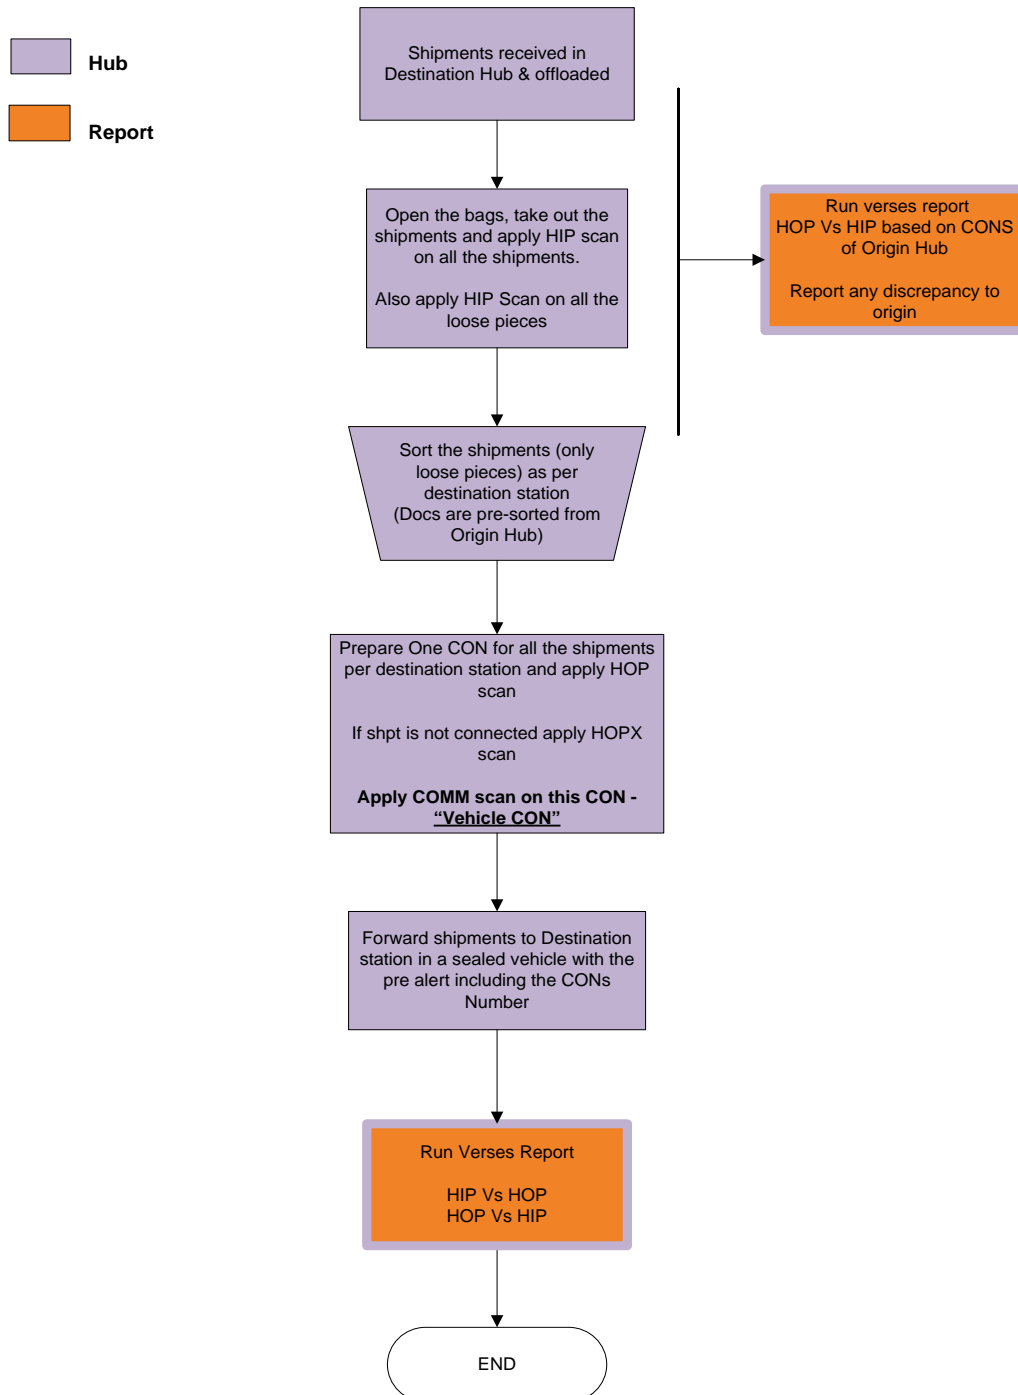 Hub
Report
Shipments received in
Destination Hub & offloaded
Open the bags, take out the
shipments and apply HIP scan
on all the shipments.
Also apply HIP Scan on all the
loose pieces
Run verses report
HOP Vs HIP based on CONS
of Origin Hub
Report any discrepancy to
origin
Sort the shipments (only
loose pieces) as per
destination station
(Docs are pre-sorted from
Origin Hub)
Prepare One CON for all the shipments
per destination station and apply HOP
scan
If shpt is not connected apply HOPX
scan
Apply COMM scan on this CON -
“Vehicle CON”
Forward shipments to Destination
station in a sealed vehicle with the
pre alert including the CONs
Number
Run Verses Report
HIP Vs HOP
HOP Vs HIP
END